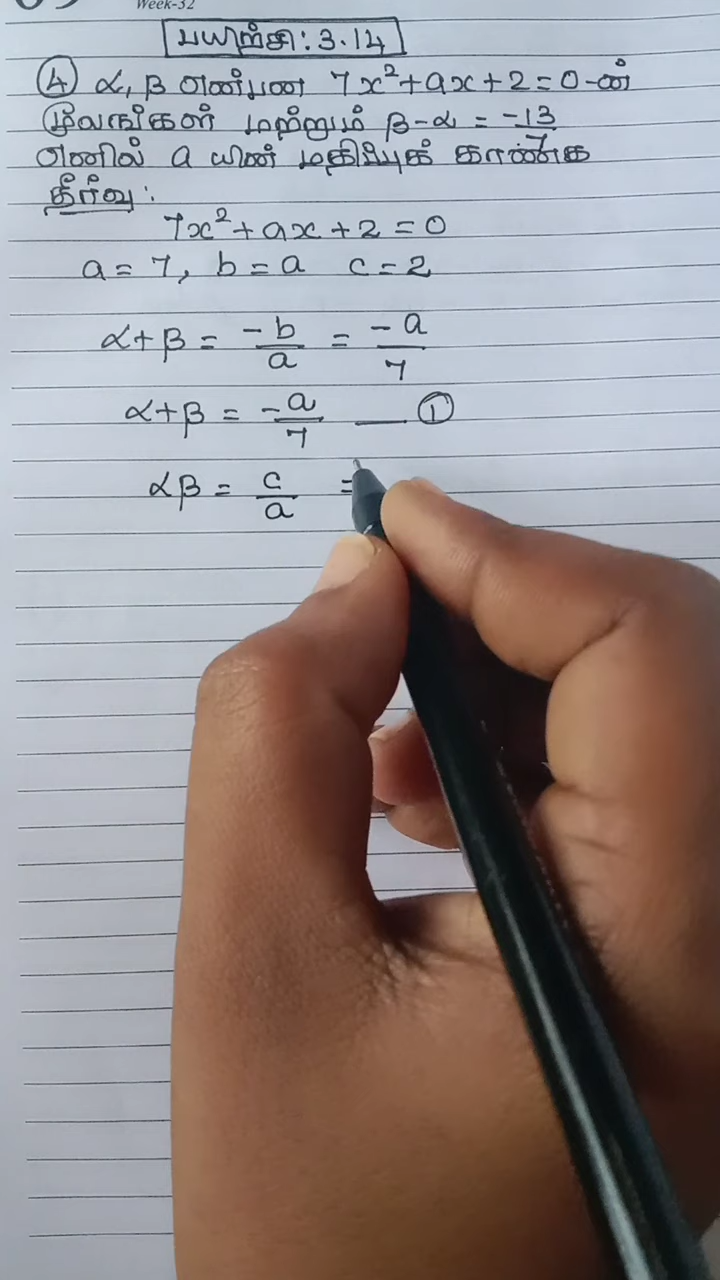 Week-32
பயிற்சி: 3.14
④ α, β என்பன 7x²+ax+2=0-ன்
மூலங்கள் மற்றும் β-α = -13/7
எனில் a யின் மதிப்புக் காண்க
தீர்வு:
7x²+ax+2=0
a=7, b=a c=2
α+β = -b/a = -a/7
α+β = -a/7 — ①
αβ = c/a =